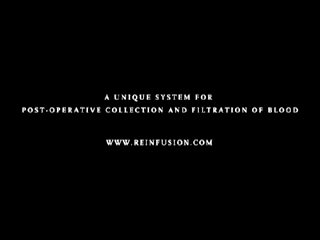 A UNIQUE SYSTEM FOR
POST-OPERATIVE COLLECTION AND FILTRATION OF BLOOD
WWW.REINFUSION.COM